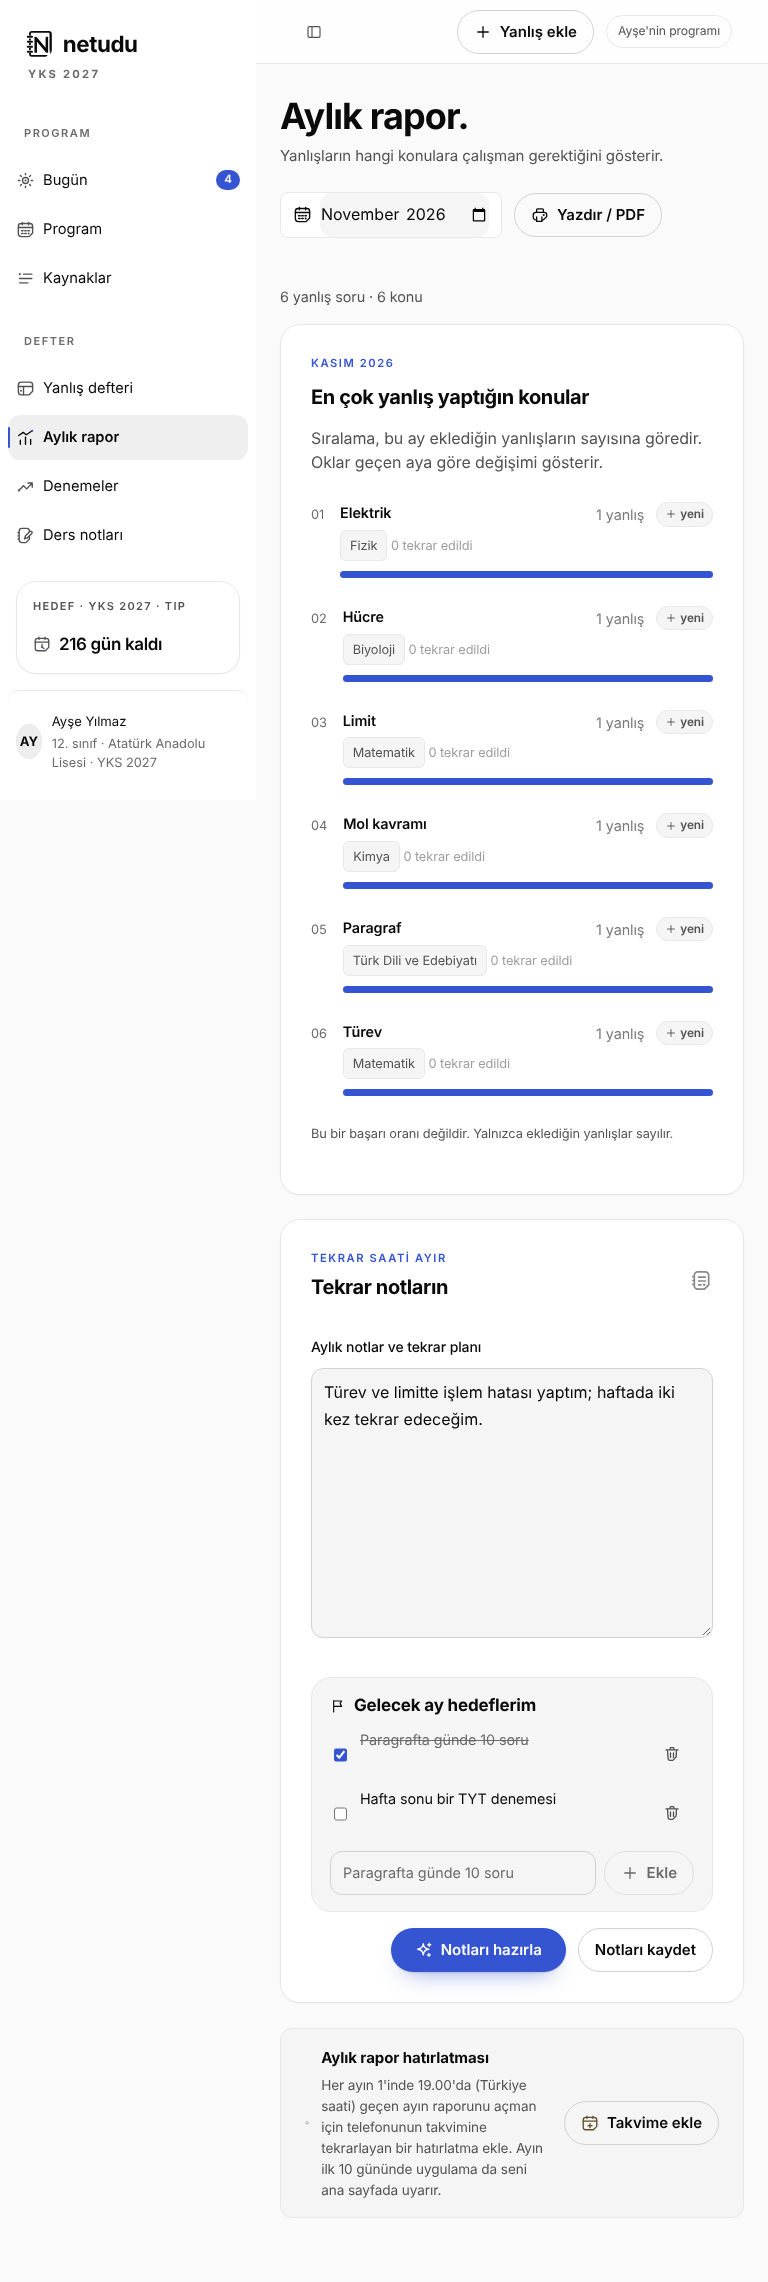 netudu
YKS 2027
PROGRAM
Bugün
4
Program
Kaynaklar
DEFTER
Yanlış defteri
Aylık rapor
Denemeler
Ders notları
HEDEF · YKS 2027 · TIP
216 gün kaldı
AY
Ayşe Yılmaz
12. sınıf · Atatürk Anadolu
Lisesi · YKS 2027
Yanlış ekle
Ayşe'nin programı
Aylık rapor.
Yanlışların hangi konulara çalışman gerektiğini gösterir.
November 2026
Yazdır / PDF
6 yanlış soru · 6 konu
KASIM 2026
En çok yanlış yaptığın konular
Sıralama, bu ay eklediğin yanlışların sayısına göredir.
Oklar geçen aya göre değişimi gösterir.
01 Elektrik 1 yanlış + yeni
Fizik 0 tekrar edildi
02 Hücre 1 yanlış + yeni
Biyoloji 0 tekrar edildi
03 Limit 1 yanlış + yeni
Matematik 0 tekrar edildi
04 Mol kavramı 1 yanlış + yeni
Kimya 0 tekrar edildi
05 Paragraf 1 yanlış + yeni
Türk Dili ve Edebiyatı 0 tekrar edildi
06 Türev 1 yanlış + yeni
Matematik 0 tekrar edildi
Bu bir başarı oranı değildir. Yalnızca eklediğin yanlışlar sayılır.
TEKRAR SAATİ AYIR
Tekrar notların
Aylık notlar ve tekrar planı
Türev ve limitte işlem hatası yaptım; haftada iki
kez tekrar edeceğim.
Gelecek ay hedeflerim
Paragrafta günde 10 soru
Hafta sonu bir TYT denemesi
Paragrafta günde 10 soru
Ekle
Notları hazırla
Notları kaydet
Aylık rapor hatırlatması
Her ayın 1'inde 19.00'da (Türkiye
saati) geçen ayın raporunu açman
için telefonunun takvimine
tekrarlayan bir hatırlatma ekle. Ayın
ilk 10 gününde uygulama da seni
ana sayfada uyarır.
Takvime ekle